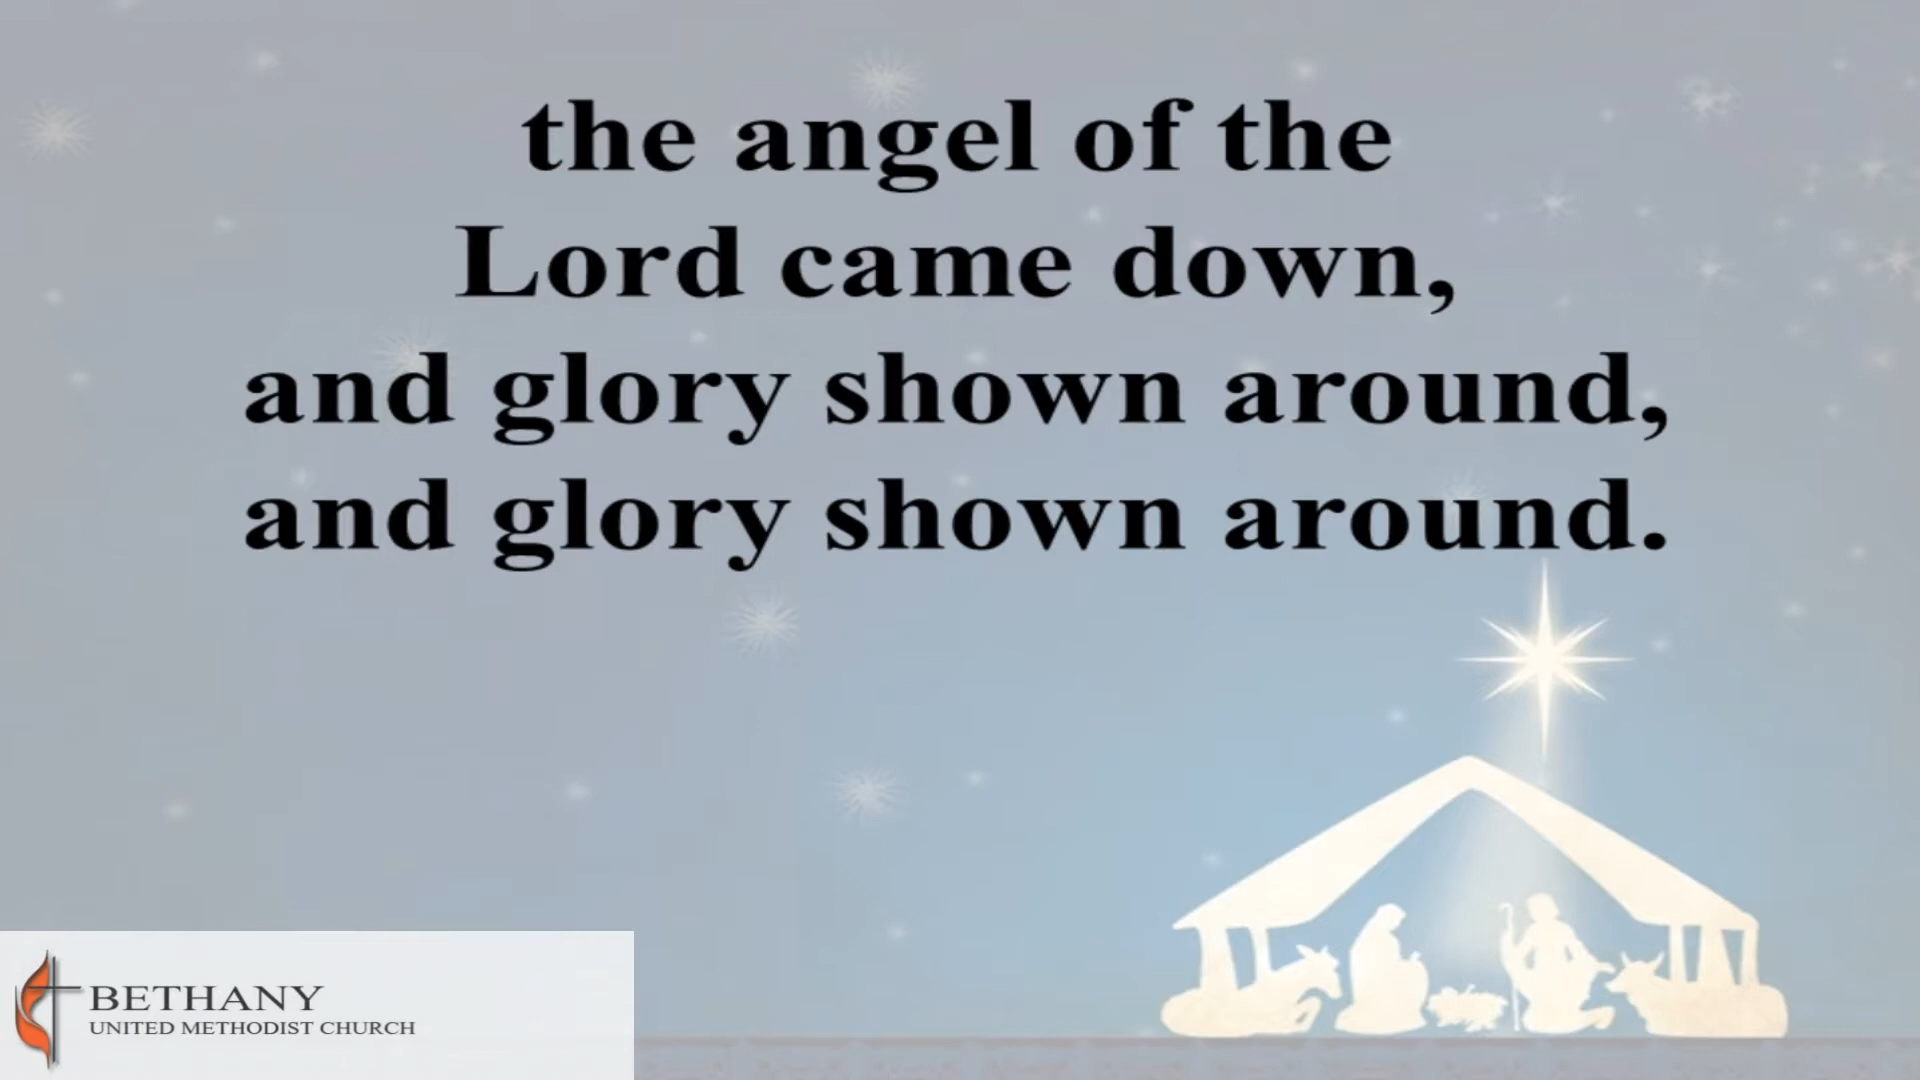 the angel of the
Lord came down,
and glory shown around,
and glory shown around.
BETHANY
UNITED METHODIST CHURCH